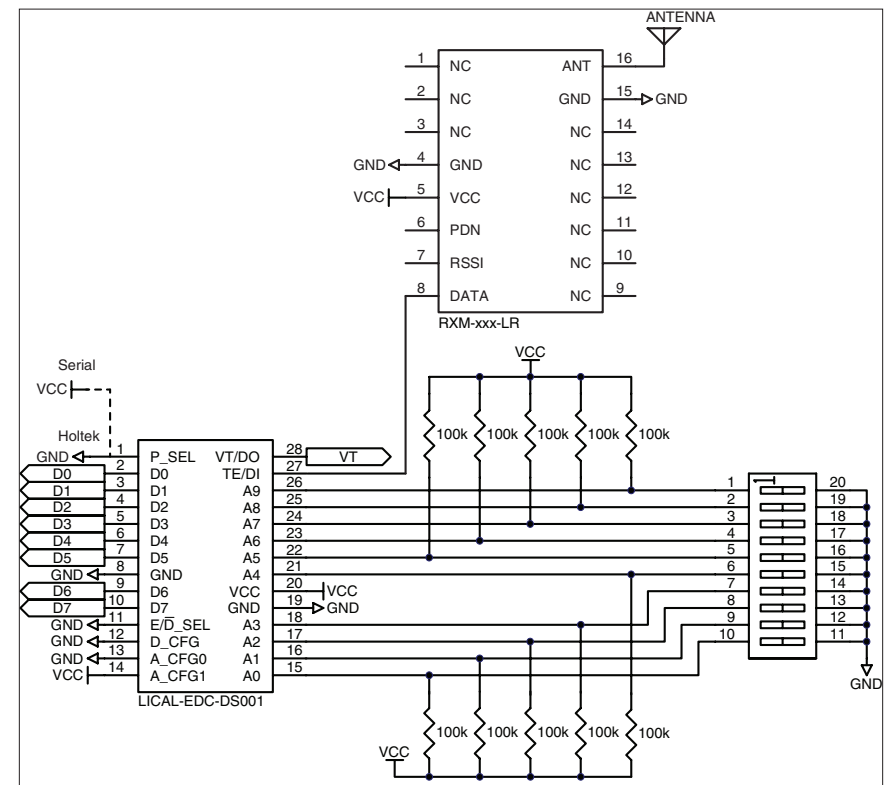 ANTENNA
1 NC ANT 16
2 NC GND 15 GND
3 NC NC 14
GND 4 GND NC 13
VCC 5 VCC NC 12
6 PDN NC 11
7 RSSI NC 10
8 DATA NC 9
RXM-xxx-LR
VCC
Serial
VCC
100k 100k 100k 100k 100k
Holtek
GND 1 P_SEL VT/DO 28 VT
D0 2 D0 TE/DI 27
D1 3 D1 A9 26 1 20
D2 4 D2 A8 25 2 19
D3 5 D3 A7 24 3 18
D4 6 D4 A6 23 4 17
D5 7 D5 A5 22 5 16
GND 8 GND A4 21 6 15
D6 9 D6 VCC 20 VCC 7 14
D7 10 D7 GND 19 GND 8 13
GND 11 E/D̅_SEL A3 18 9 12
GND 12 D_CFG A2 17 10 11
GND 13 A_CFG0 A1 16
VCC 14 A_CFG1 A0 15
GND
LICAL-EDC-DS001
100k 100k 100k 100k 100k
VCC